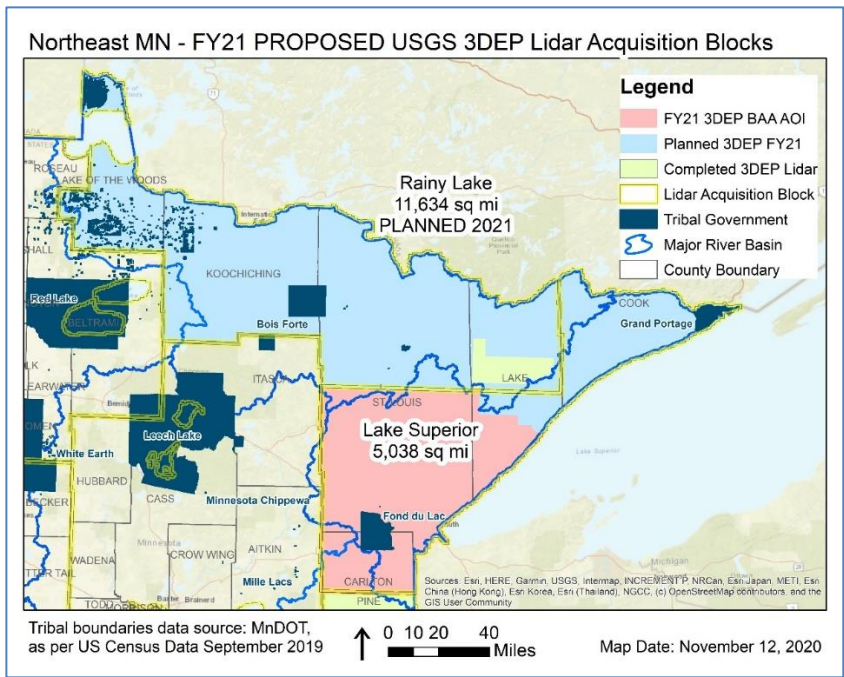 Northeast MN - FY21 PROPOSED USGS 3DEP Lidar Acquisition Blocks
Legend
FY21 3DEP BAA AOI
Planned 3DEP FY21
Completed 3DEP Lidar
Lidar Acquisition Block
Tribal Government
Major River Basin
County Boundary
ROSEAU
LAKE OF THE WOODS
Rainy Lake
11,634 sq mi
PLANNED 2021
KOOCHICHING
Red Lake
BELTRAMI
Bois Forte
COOK
Grand Portage
LAKE
ITASCA
ST. LOUIS
Lake Superior
5,038 sq mi
Lake Superior
Leech Lake
White Earth
HUBBARD
CASS
Minnesota Chippewa
Fond du Lac
BECKER
Minnesota
CROW WING
AITKIN
WADENA
Mille Lacs
CARLTON
Michigan
Baxter Brainerd
PINE
Sources: Esri, HERE, Garmin, USGS, Intermap, INCREMENT P, NRCan, Esri Japan, METI, Esri
China (Hong Kong), Esri Korea, Esri (Thailand), NGCC, (c) OpenStreetMap contributors, and the
GIS User Community
Tribal boundaries data source: MnDOT,
as per US Census Data September 2019
0 10 20 40
Miles
Map Date: November 12, 2020